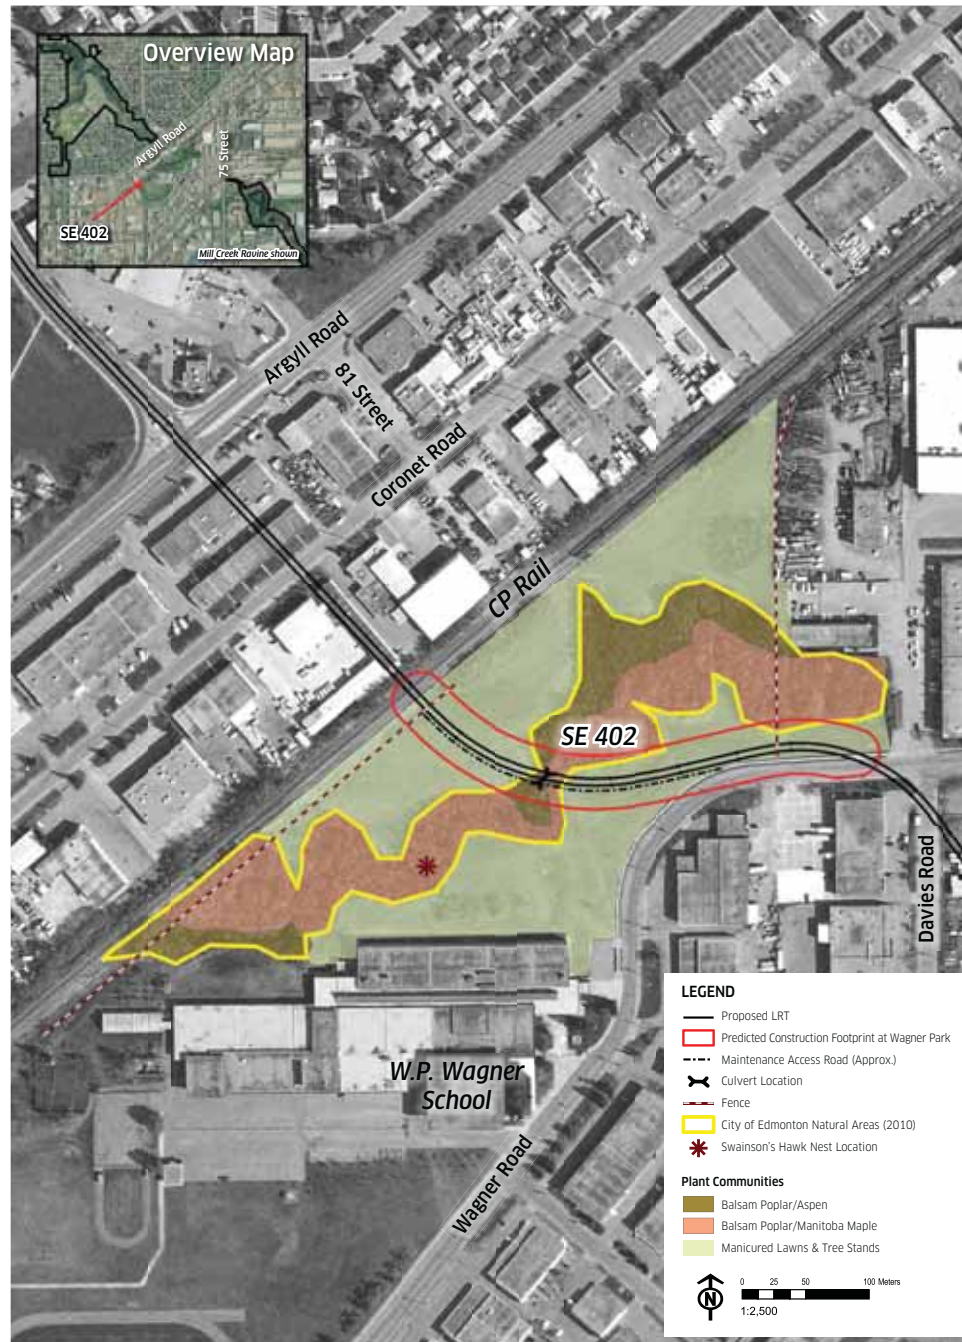 Overview Map
Argyll Road
75 Street
SE 402
Mill Creek Ravine shown
Argyll Road
81 Street
Coronet Road
CP Rail
SE 402
Davies Road
W.P. Wagner
School
Wagner Road
LEGEND
Proposed LRT
Predicted Construction Footprint at Wagner Park
Maintenance Access Road (Approx.)
Culvert Location
Fence
City of Edmonton Natural Areas (2010)
Swainson's Hawk Nest Location
Plant Communities
Balsam Poplar/Aspen
Balsam Poplar/Manitoba Maple
Manicured Lawns & Tree Stands
N
0 25 50 100 Meters
1:2,500